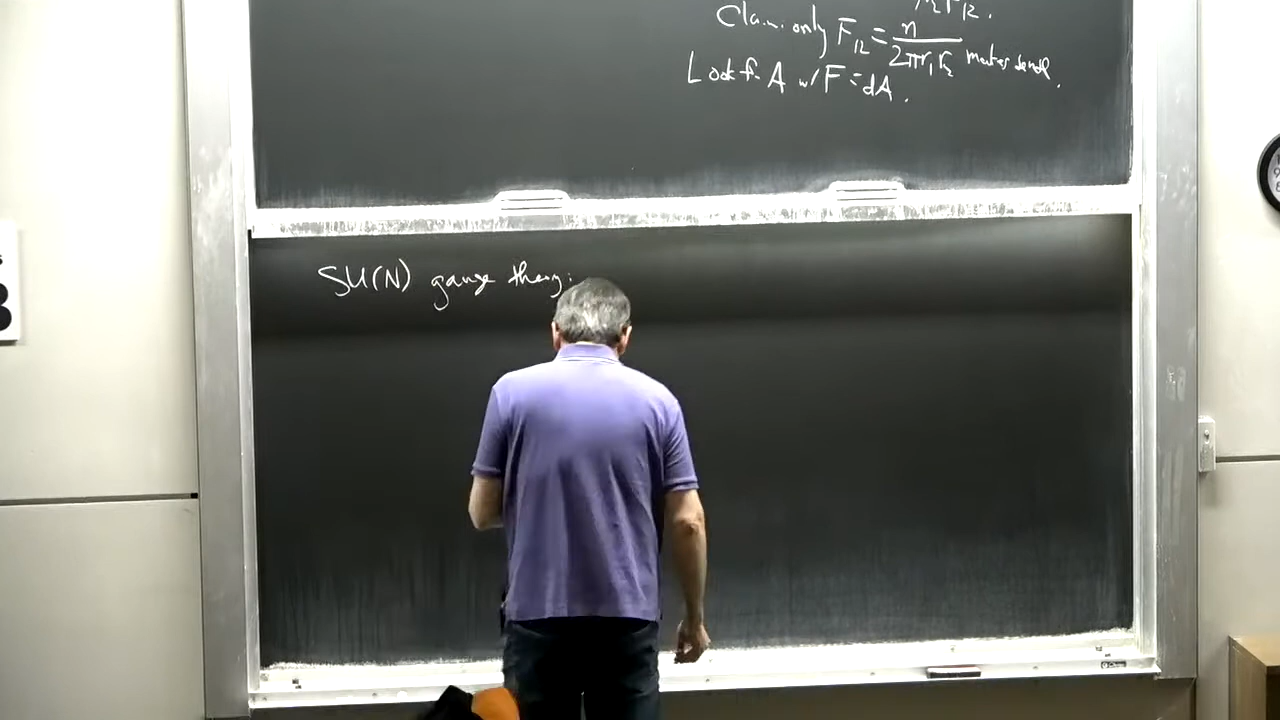 Claim: only F₁₂ = n / 2πr₁r₂ makes sense.
Look for A w/ F = dA.
SU(N) gauge theory: